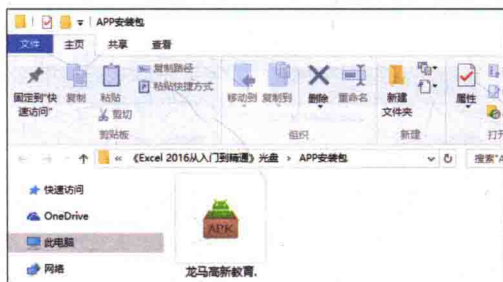 APP安装包
文件 主页 共享 查看
固定到"快速访问"
复制
粘贴
复制路径
粘贴快捷方式
剪切
剪贴板
移动到
复制到
删除
重命名
组织
新建
文件夹
新建
属性
打开
« 《Excel 2016从入门到精通》光盘 › APP安装包
搜索"A
快速访问
OneDrive
此电脑
网络
APK
龙马高新教育.